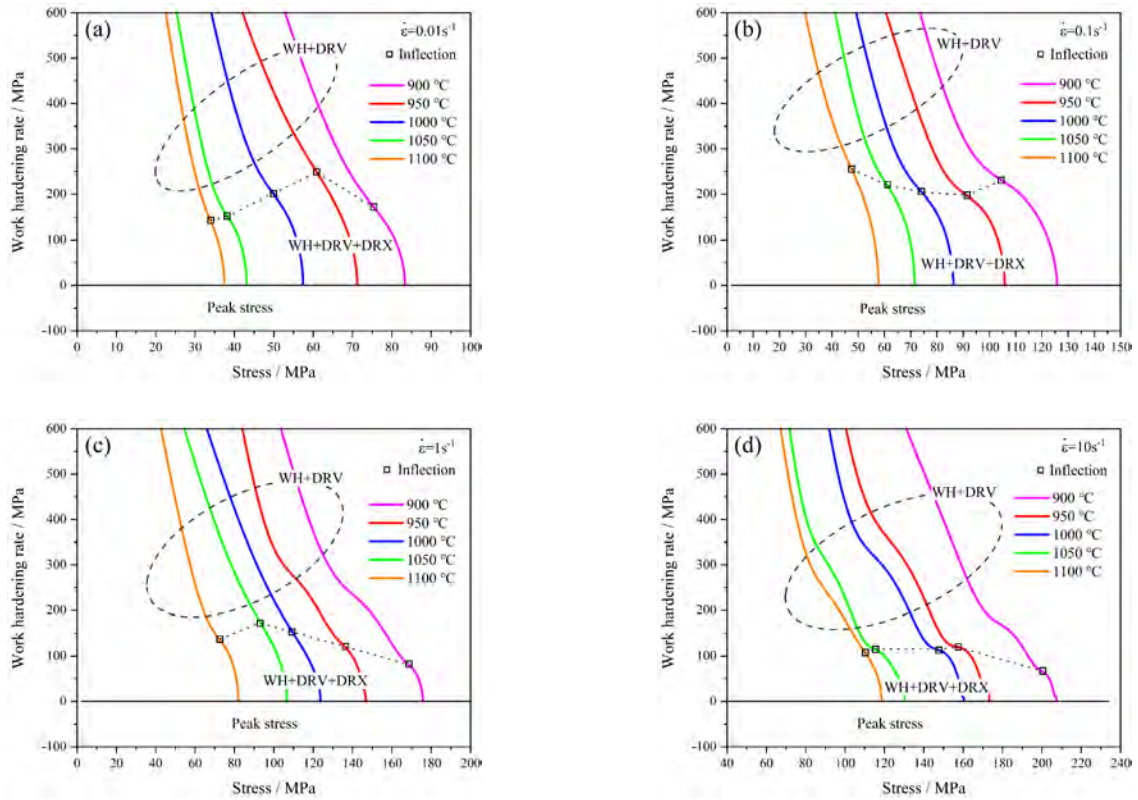 (a)
ε̇=0.01s⁻¹
WH+DRV
Inflection
900 °C
950 °C
1000 °C
1050 °C
1100 °C
WH+DRV+DRX
Peak stress
Work hardening rate / MPa
600
500
400
300
200
100
0
-100
0 10 20 30 40 50 60 70 80 90 100
Stress / MPa
(b)
ε̇=0.1s⁻¹
WH+DRV
Inflection
900 °C
950 °C
1000 °C
1050 °C
1100 °C
WH+DRV+DRX
Peak stress
Work hardening rate / MPa
600
500
400
300
200
100
0
-100
0 10 20 30 40 50 60 70 80 90 100 110 120 130 140 150
Stress / MPa
(c)
ε̇=1s⁻¹
WH+DRV
Inflection
900 °C
950 °C
1000 °C
1050 °C
1100 °C
WH+DRV+DRX
Peak stress
Work hardening rate / MPa
600
500
400
300
200
100
0
-100
0 20 40 60 80 100 120 140 160 180 200
Stress / MPa
(d)
ε̇=10s⁻¹
WH+DRV
Inflection
900 °C
950 °C
1000 °C
1050 °C
1100 °C
WH+DRV+DRX
Peak stress
Work hardening rate / MPa
600
500
400
300
200
100
0
-100
40 60 80 100 120 140 160 180 200 220 240
Stress / MPa